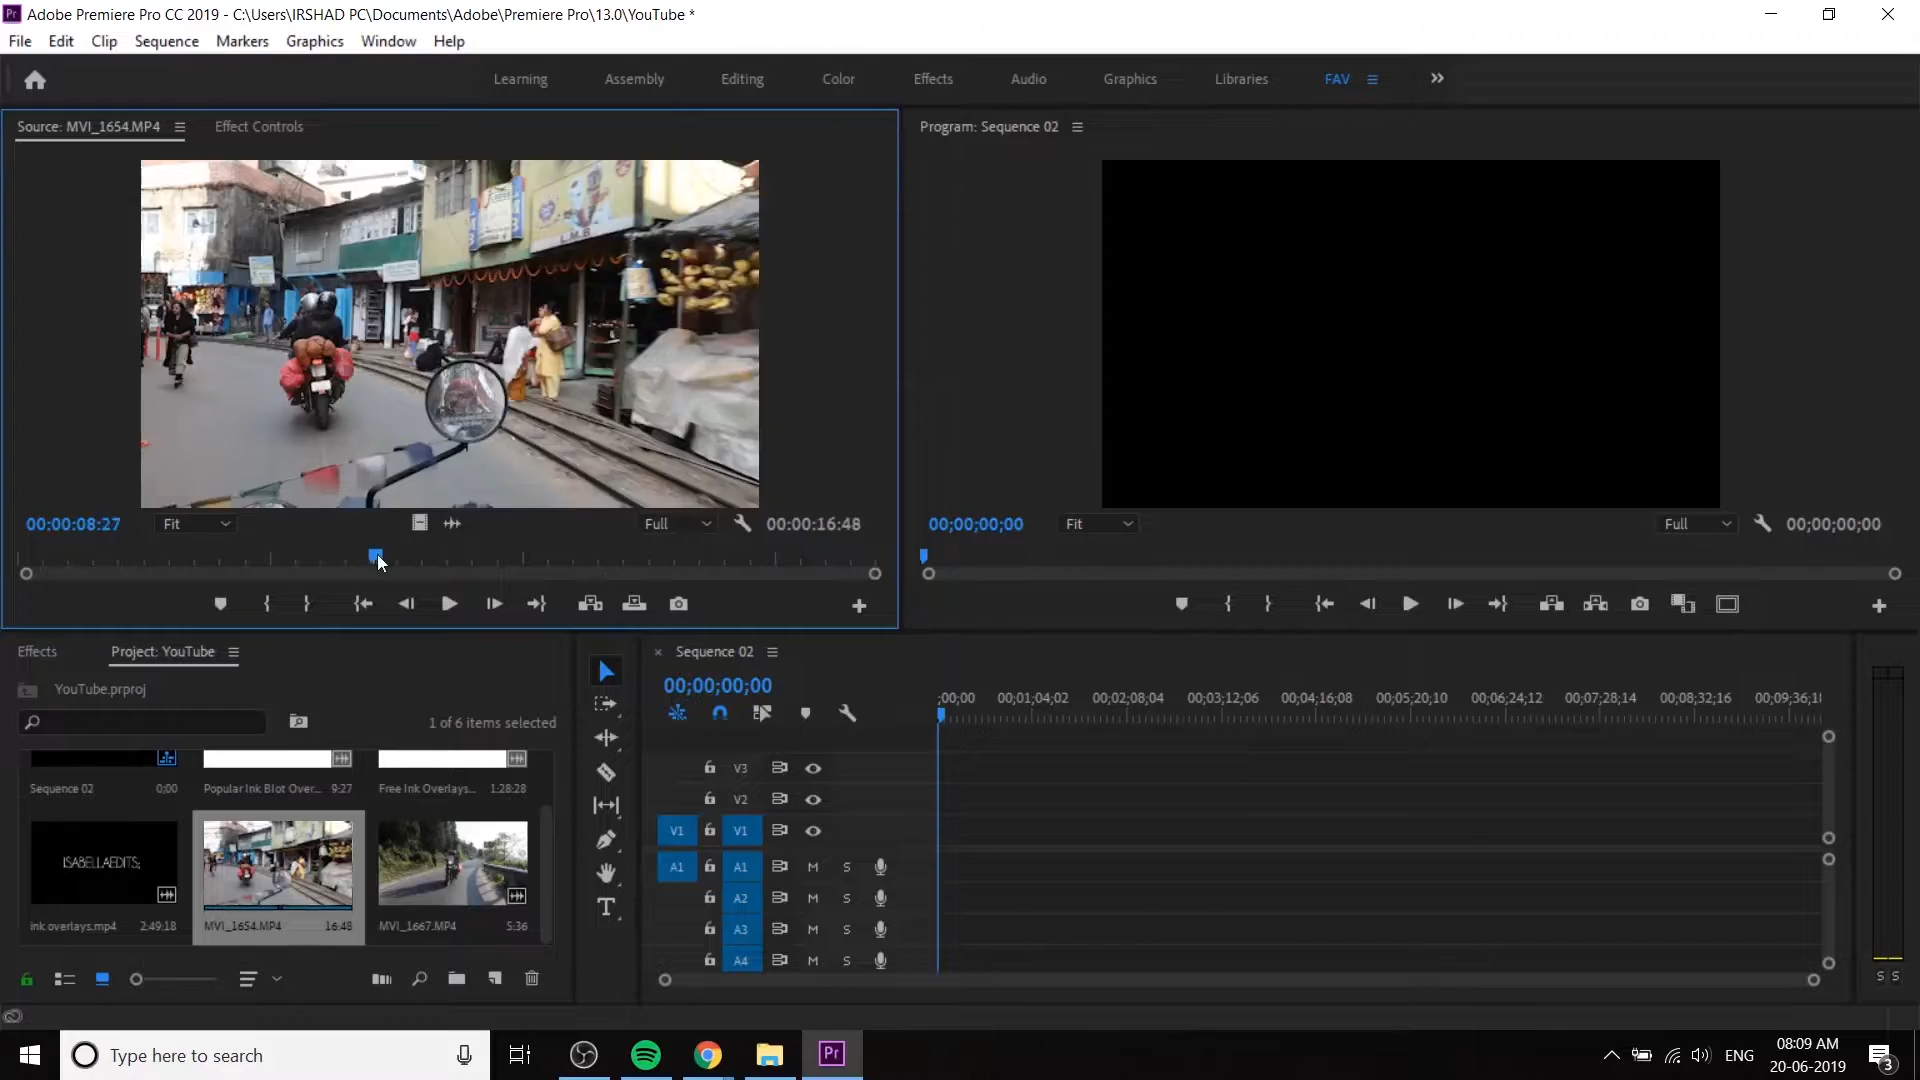 Adobe Premiere Pro CC 2019 - C:\Users\IRSHAD PC\Documents\Adobe\Premiere Pro\13.0\YouTube *
File Edit Clip Sequence Markers Graphics Window Help
Learning Assembly Editing Color Effects Audio Graphics Libraries FAV
Source: MVI_1654.MP4 Effect Controls
Program: Sequence 02
L.M.B
00:00:08:27 Fit Full 00:00:16:48
00;00;00;00 Fit Full 00;00;00;00
Effects Project: YouTube
YouTube.prproj
1 of 6 items selected
Sequence 02 0;00
Popular Ink Blot Over... 9:27
Free Ink Overlays... 1:28:28
ISABELLAEDITS;
ink overlays.mp4 2:49:18
MVI_1654.MP4 16:48
MVI_1667.MP4 5:36
Sequence 02
00;00;00;00
;00;00 00;01;04;02 00;02;08;04 00;03;12;06 00;04;16;08 00;05;20;10 00;06;24;12 00;07;28;14 00;08;32;16 00;09;36;1
V3
V2
V1 V1
A1 A1 M S
A2 M S
A3 M S
A4 M S
S S
Type here to search
Pr
ENG
08:09 AM
20-06-2019
3